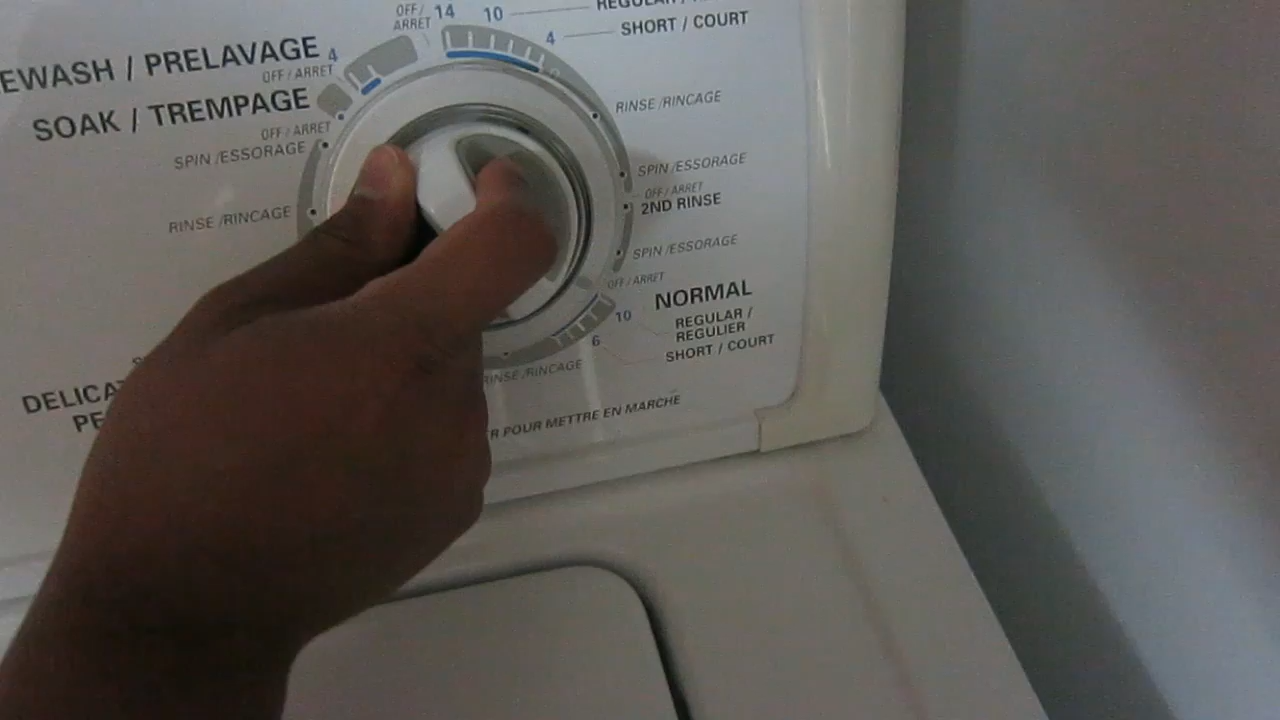 OFF/ ARRET
14
10
4
SHORT / COURT
EWASH / PRELAVAGE
4
OFF / ARRET
SOAK / TREMPAGE
OFF / ARRET
SPIN /ESSORAGE
RINSE /RINCAGE
RINSE /RINCAGE
SPIN /ESSORAGE
OFF / ARRET
2ND RINSE
SPIN /ESSORAGE
OFF / ARRET
NORMAL
10
REGULAR /
REGULIER
6
SHORT / COURT
RINSE /RINCAGE
DELICAT
PE
R POUR METTRE EN MARCHE